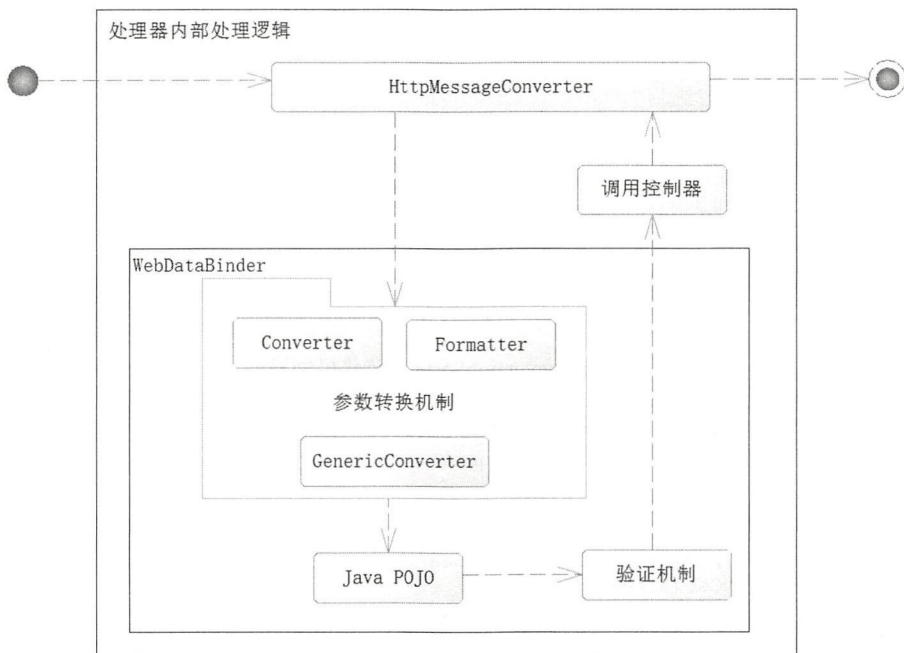 处理器内部处理逻辑
HttpMessageConverter
调用控制器
WebDataBinder
Converter
Formatter
参数转换机制
GenericConverter
Java POJO
验证机制